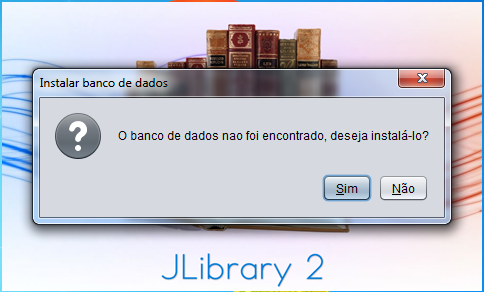 Instalar banco de dados
O banco de dados nao foi encontrado, deseja instalá-lo?
Sim
Não
JLibrary 2